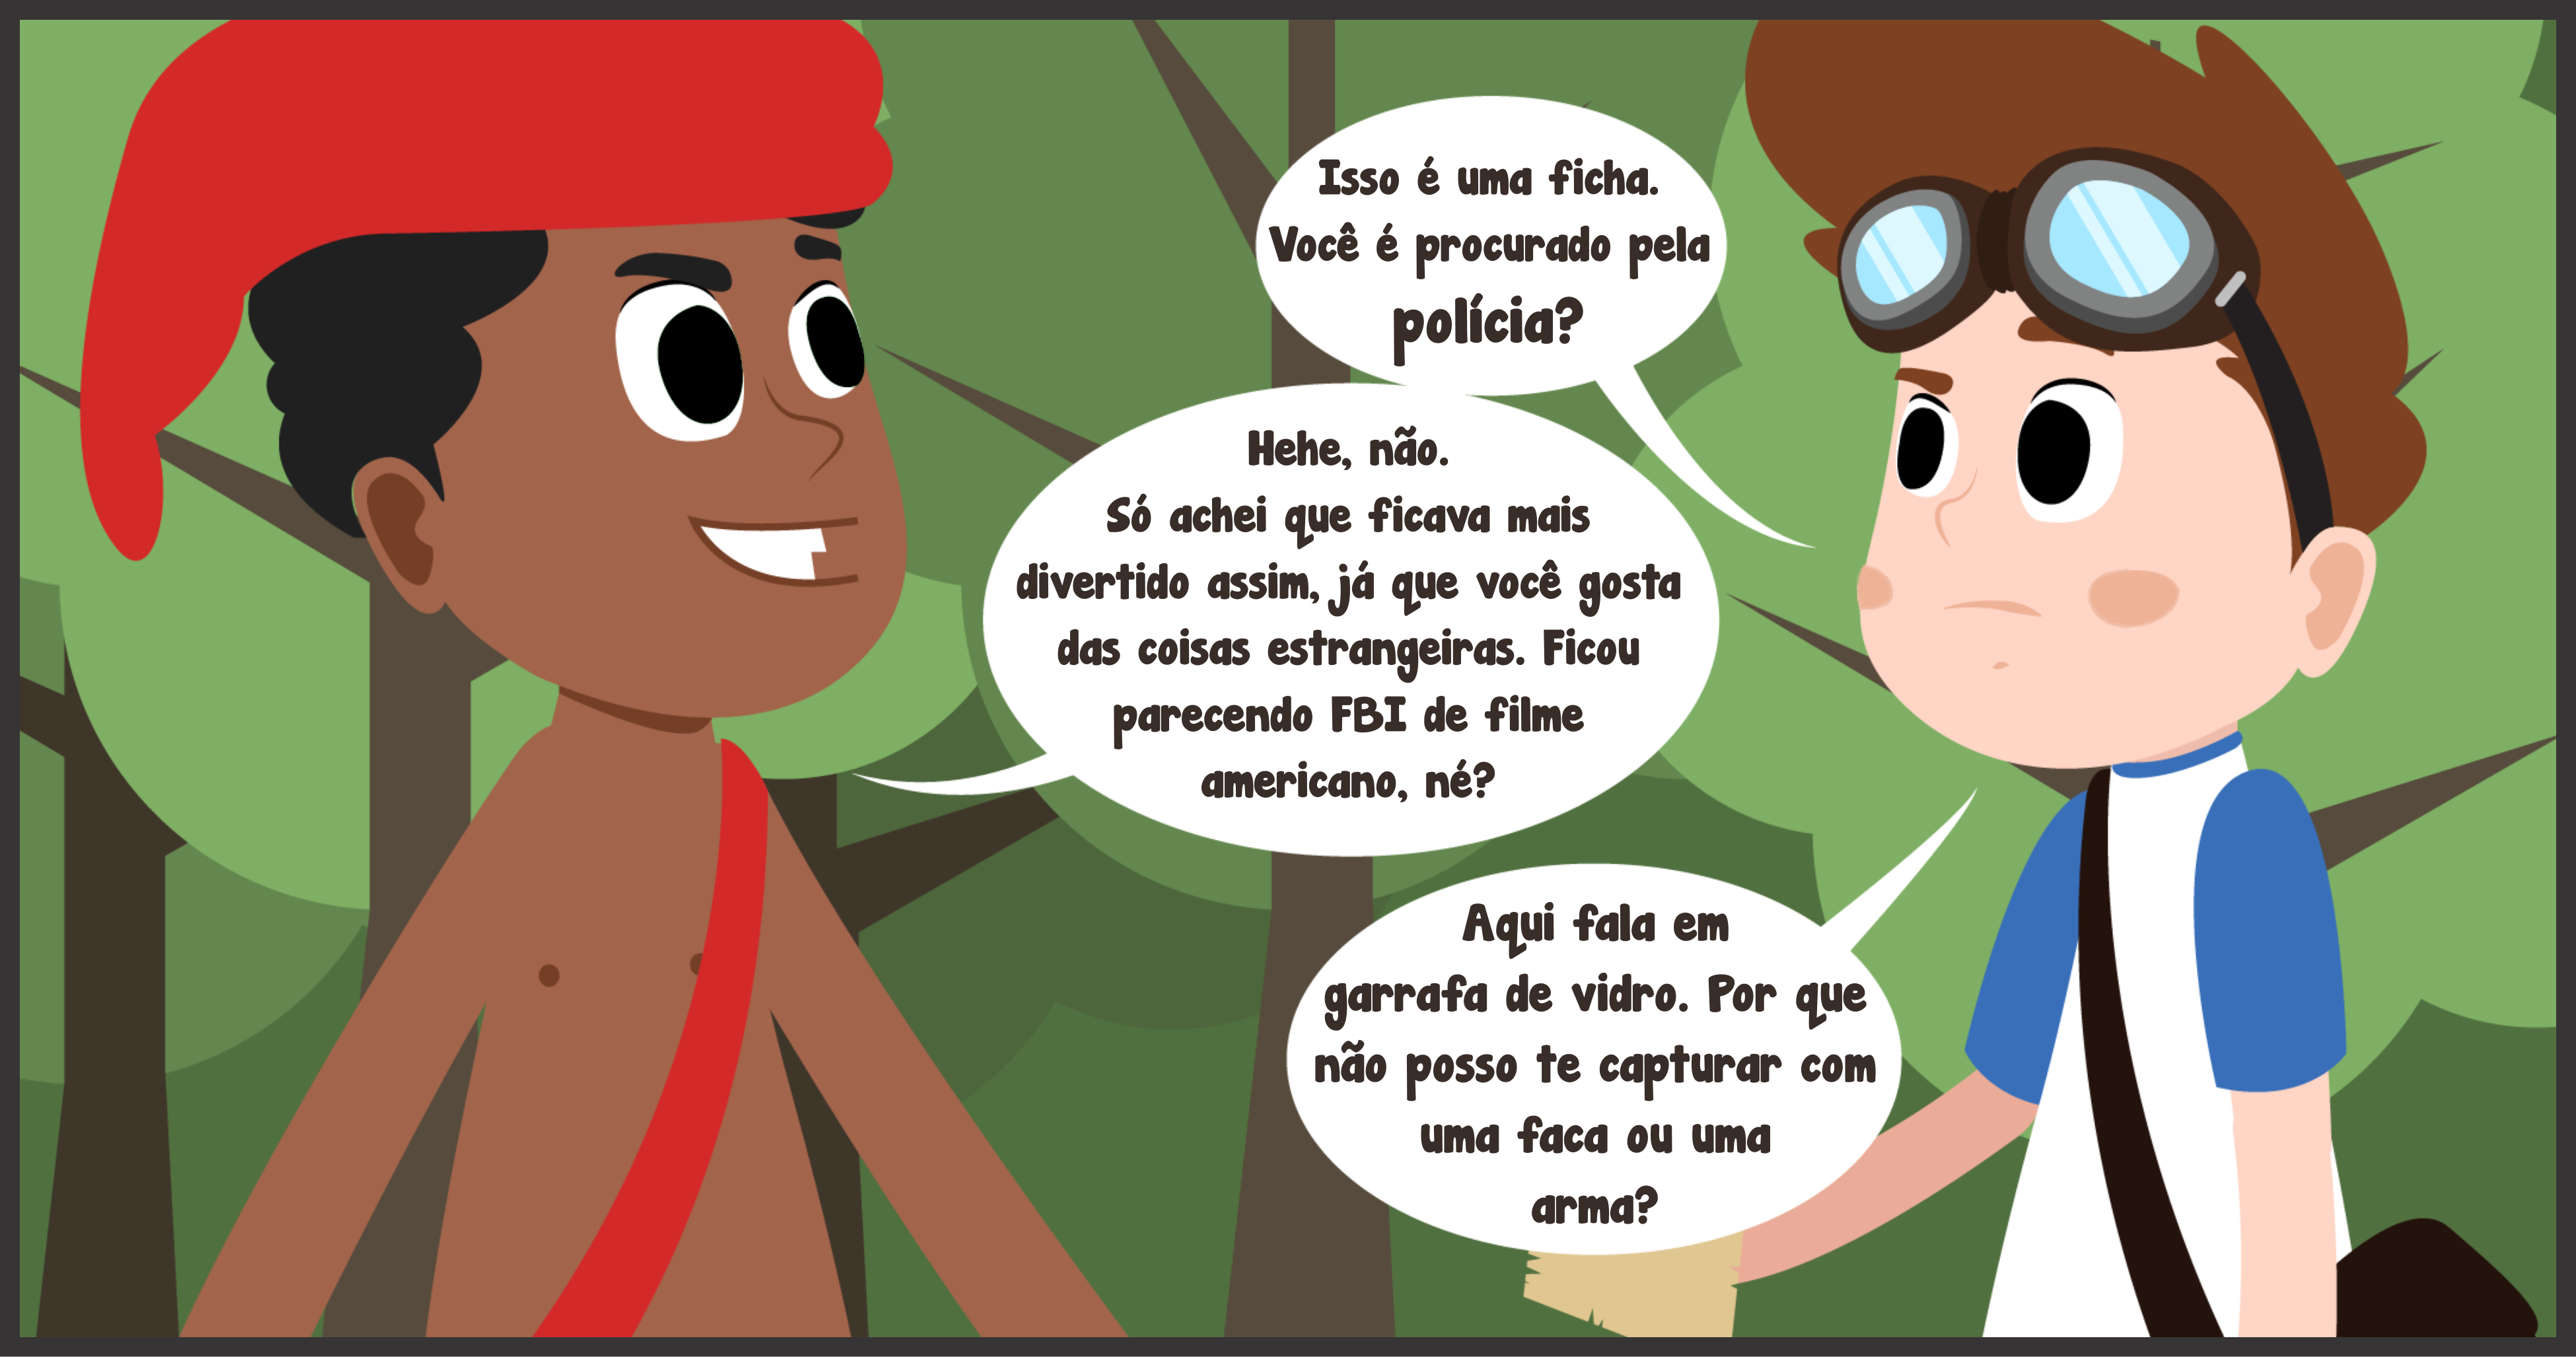 Isso é uma ficha.
Você é procurado pela
polícia?
Hehe, não.
Só achei que ficava mais
divertido assim, já que você gosta
das coisas estrangeiras. Ficou
parecendo FBI de filme
americano, né?
Aqui fala em
garrafa de vidro. Por que
não posso te capturar com
uma faca ou uma
arma?